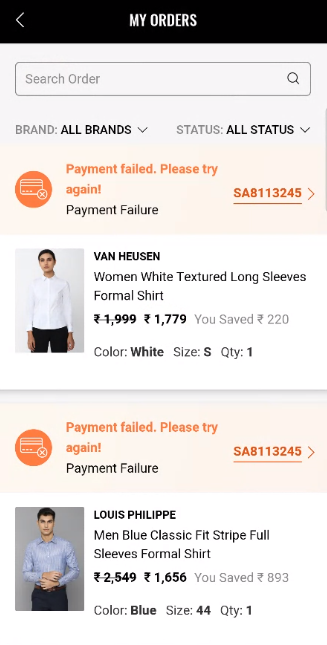 MY ORDERS
Search Order
BRAND: ALL BRANDS STATUS: ALL STATUS
Payment failed. Please try
again!
SA8113245
Payment Failure
VAN HEUSEN
Women White Textured Long Sleeves
Formal Shirt
₹ 1,999 ₹ 1,779 You Saved ₹ 220
Color: White Size: S Qty: 1
Payment failed. Please try
again!
SA8113245
Payment Failure
LOUIS PHILIPPE
Men Blue Classic Fit Stripe Full
Sleeves Formal Shirt
₹ 2,549 ₹ 1,656 You Saved ₹ 893
Color: Blue Size: 44 Qty: 1